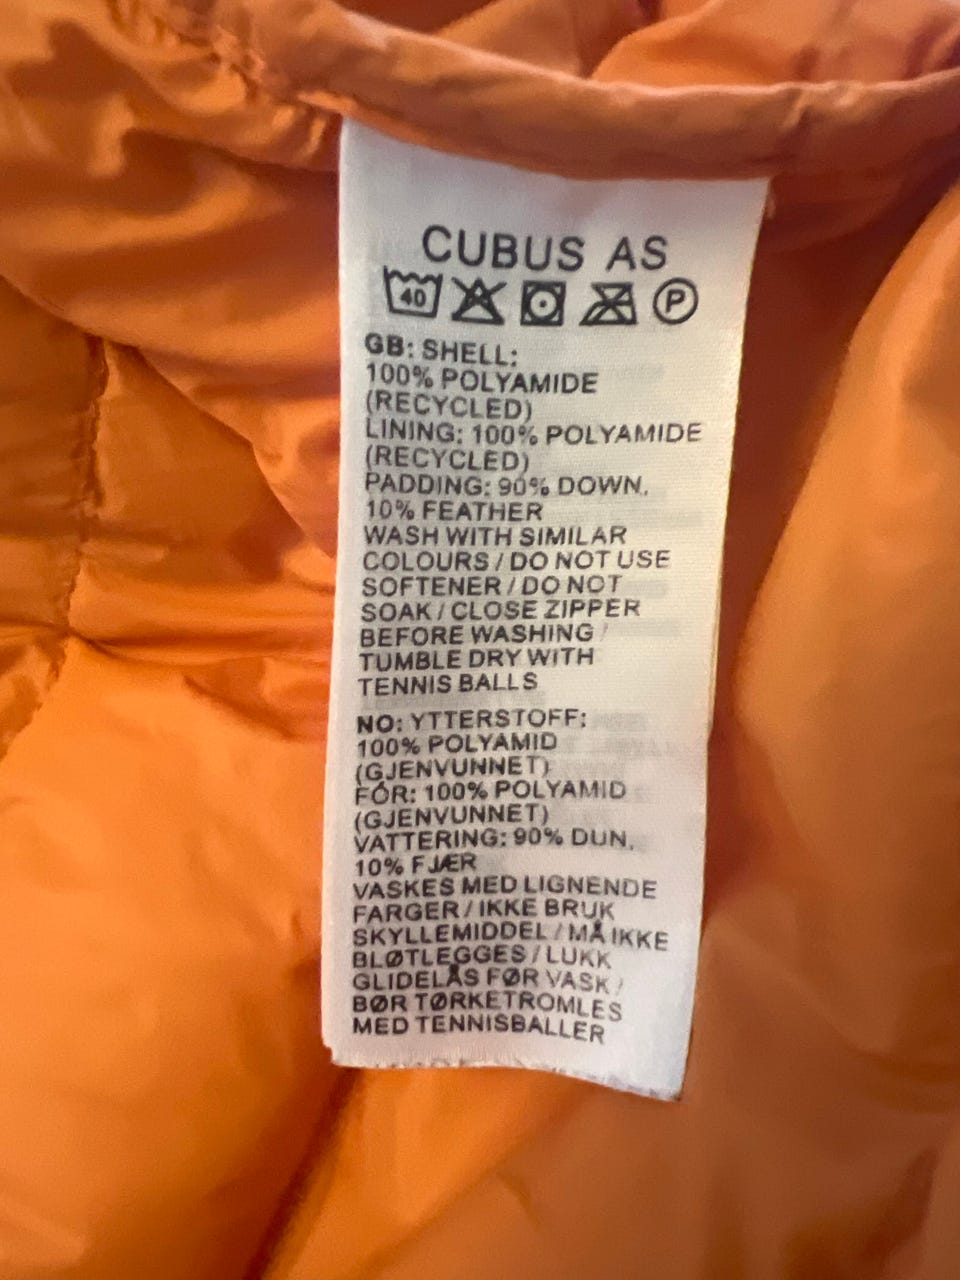 CUBUS AS
40 P
GB: SHELL:
100% POLYAMIDE
(RECYCLED)
LINING: 100% POLYAMIDE
(RECYCLED)
PADDING: 90% DOWN,
10% FEATHER
WASH WITH SIMILAR
COLOURS / DO NOT USE
SOFTENER / DO NOT
SOAK / CLOSE ZIPPER
BEFORE WASHING /
TUMBLE DRY WITH
TENNIS BALLS
NO: YTTERSTOFF:
100% POLYAMID
(GJENVUNNET)
FÓR: 100% POLYAMID
(GJENVUNNET)
VATTERING: 90% DUN,
10% FJÆR
VASKES MED LIGNENDE
FARGER / IKKE BRUK
SKYLLEMIDDEL / MÅ IKKE
BLØTLEGGES / LUKK
GLIDELÅS FØR VASK /
BØR TØRKETROMLES
MED TENNISBALLER